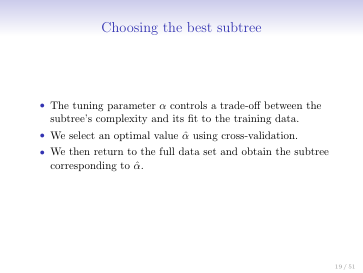 Choosing the best subtree
• The tuning parameter α controls a trade-off between the
subtree's complexity and its fit to the training data.
• We select an optimal value α̂ using cross-validation.
• We then return to the full data set and obtain the subtree
corresponding to α̂.
19 / 51